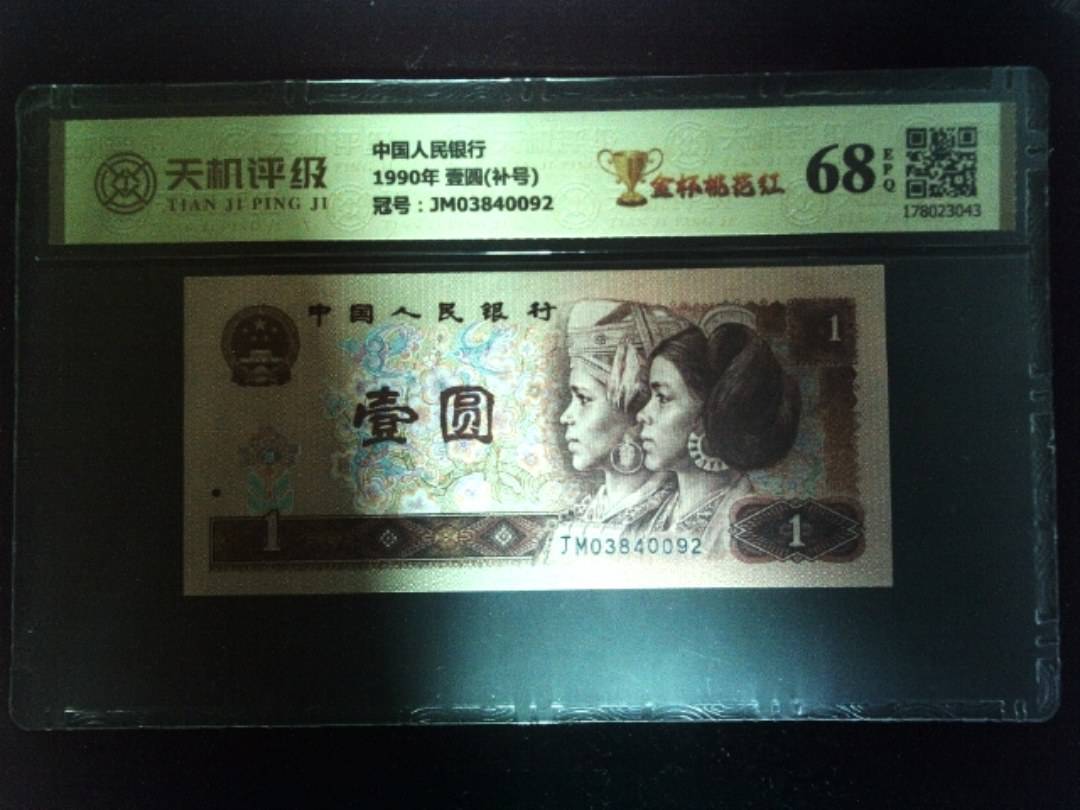 天机评级
TIAN JI PING JI
中国人民银行
1990年 壹圆(补号)
冠号：JM03840092
金杯桃花红
68
EPQ
178023043
中国人民银行
1
壹圆
1
JM03840092
1